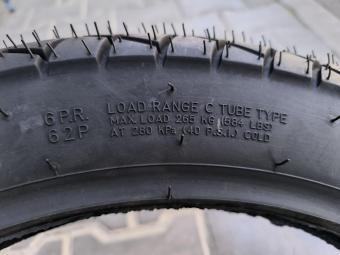 6 P.R.
62P
LOAD RANGE C TUBE TYPE
MAX. LOAD 265 KG (584 LBS)
AT 280 KPa (40 P.S.I.) COLD